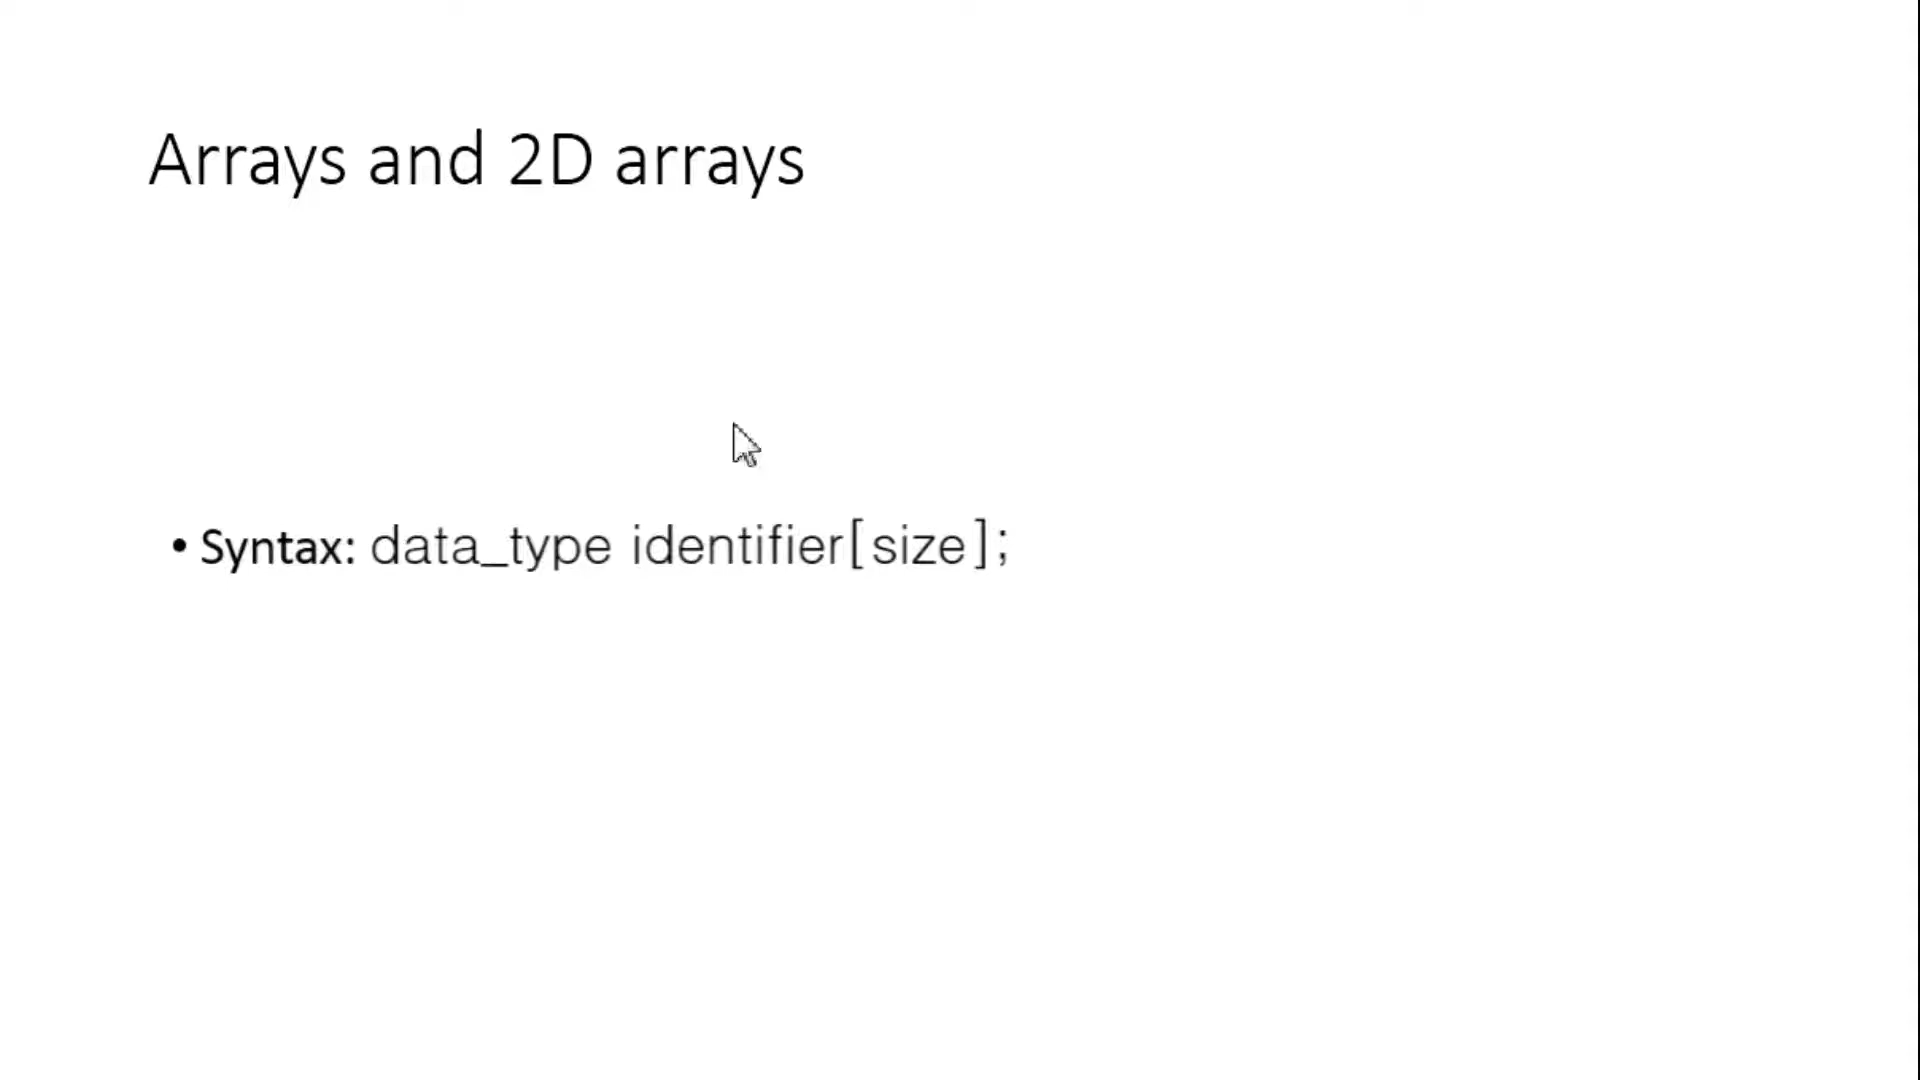 Arrays and 2D arrays
• Syntax: data_type identifier[size];